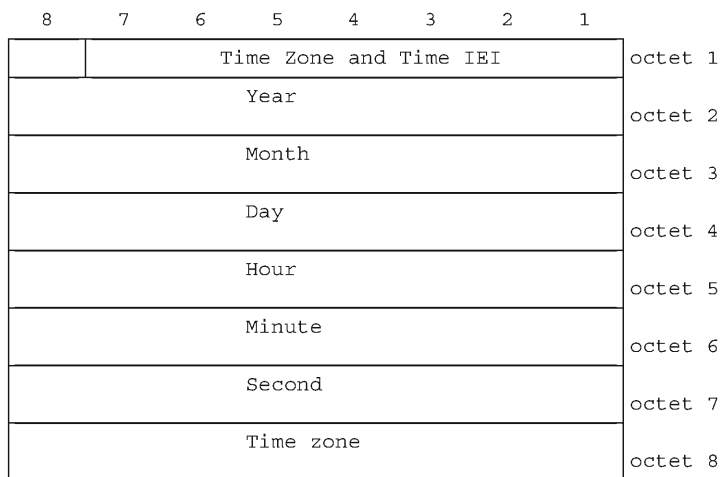 8 7 6 5 4 3 2 1
Time Zone and Time IEI octet 1
Year
octet 2
Month
octet 3
Day
octet 4
Hour
octet 5
Minute
octet 6
Second
octet 7
Time zone
octet 8